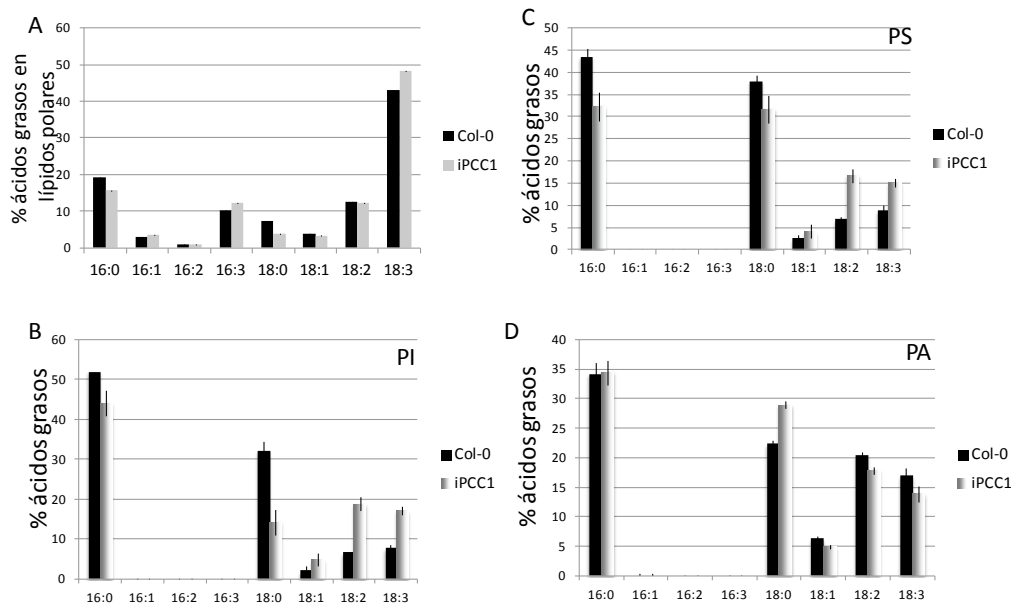 A
% ácidos grasos en
lípidos polares
60
50
40
30
20
10
0
16:0 16:1 16:2 16:3 18:0 18:1 18:2 18:3
Col-0
iPCC1
C
PS
% ácidos grasos
50
45
40
35
30
25
20
15
10
5
0
16:0 16:1 16:2 16:3 18:0 18:1 18:2 18:3
Col-0
iPCC1
B
PI
% ácidos grasos
60
50
40
30
20
10
0
16:0 16:1 16:2 16:3 18:0 18:1 18:2 18:3
Col-0
iPCC1
D
PA
% ácidos grasos
40
35
30
25
20
15
10
5
0
16:0 16:1 16:2 16:3 18:0 18:1 18:2 18:3
Col-0
iPCC1